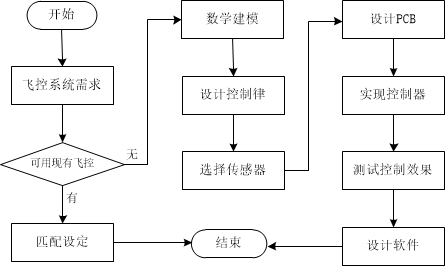 开始
飞控系统需求
可用现有飞控
无
有
匹配设定
数学建模
设计控制律
选择传感器
设计PCB
实现控制器
测试控制效果
设计软件
结束